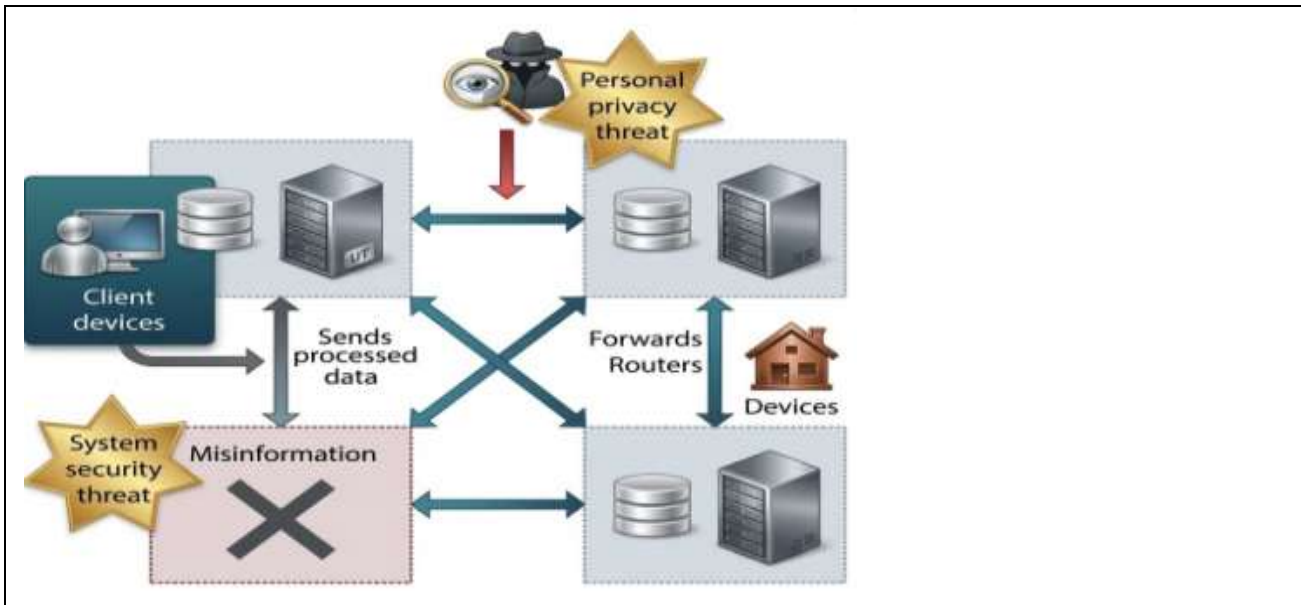 Personal
privacy
threat
Client
devices
Sends
processed
data
Forwards
Routers
Devices
System
security
threat
Misinformation